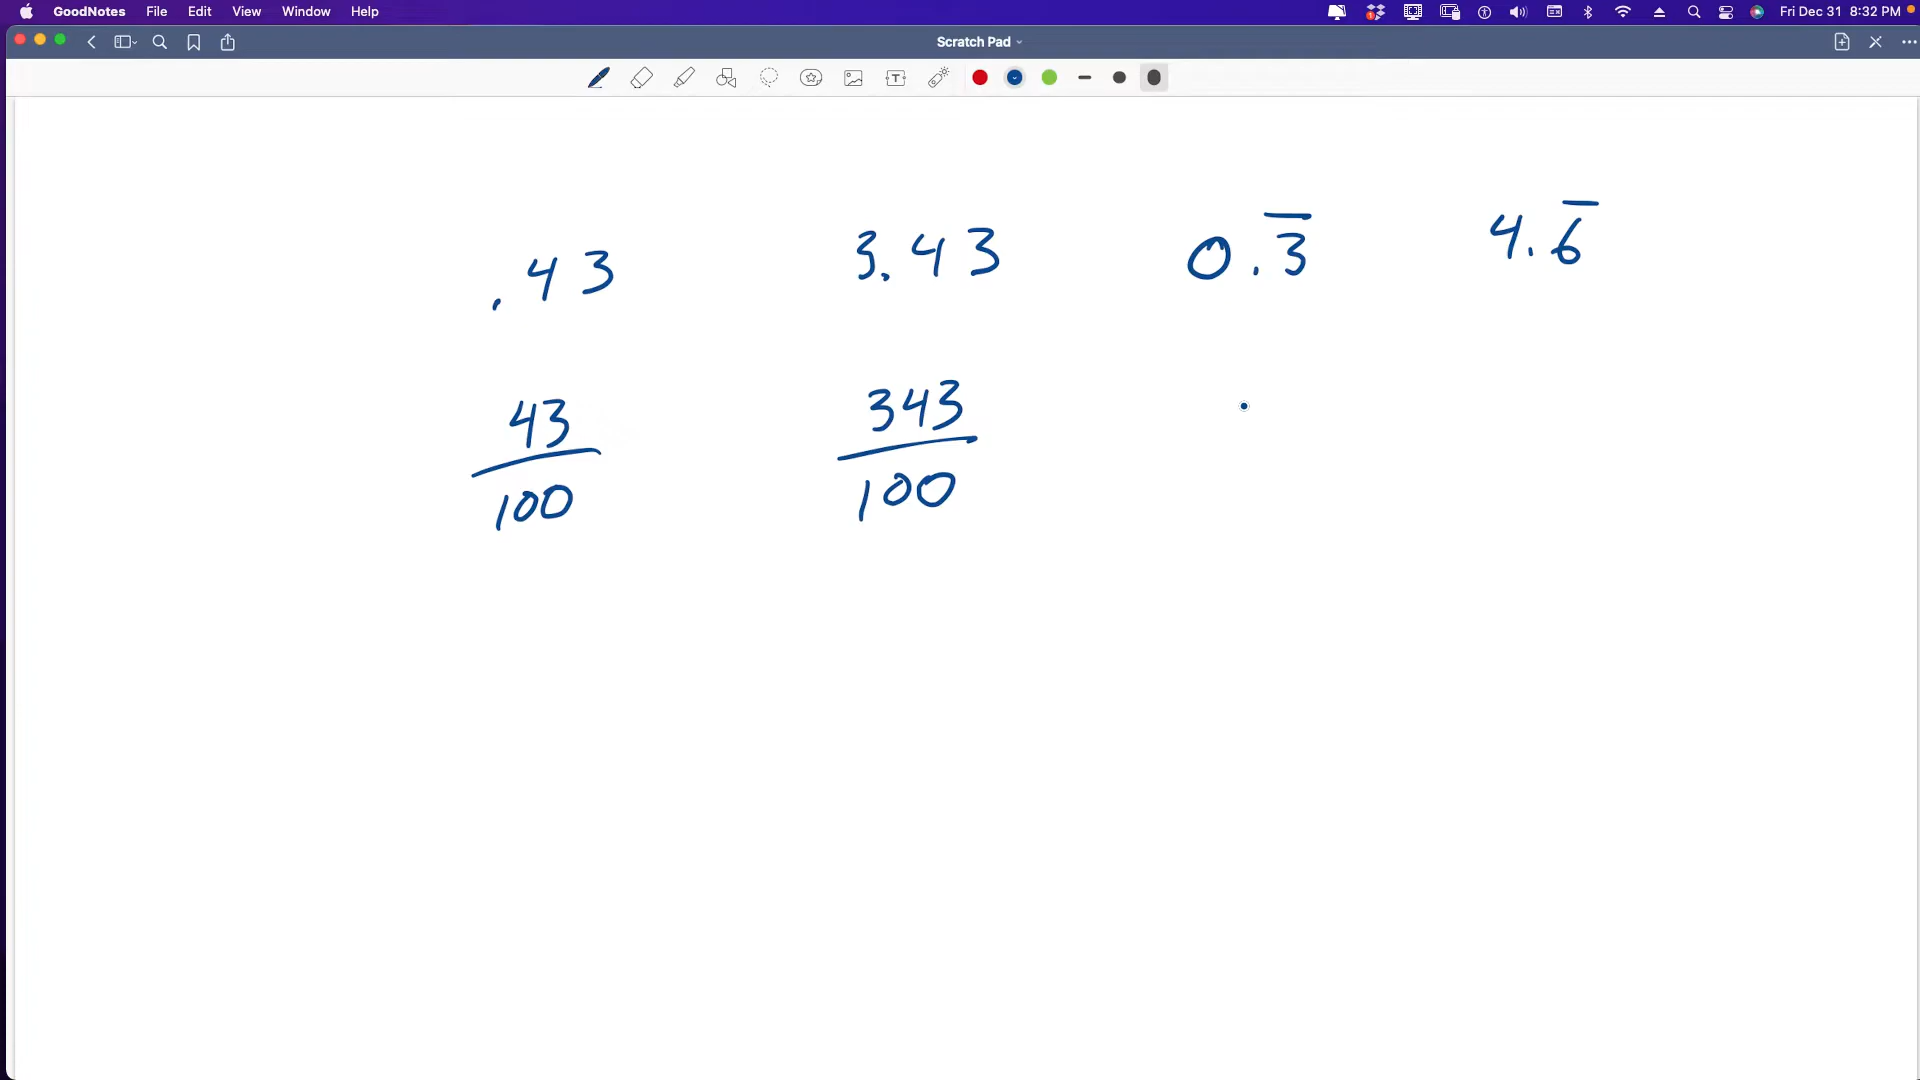 GoodNotes File Edit View Window Help Fri Dec 31 8:32 PM
Scratch Pad
.43 3.43 0.3̅ 4.6̅
43/100 343/100